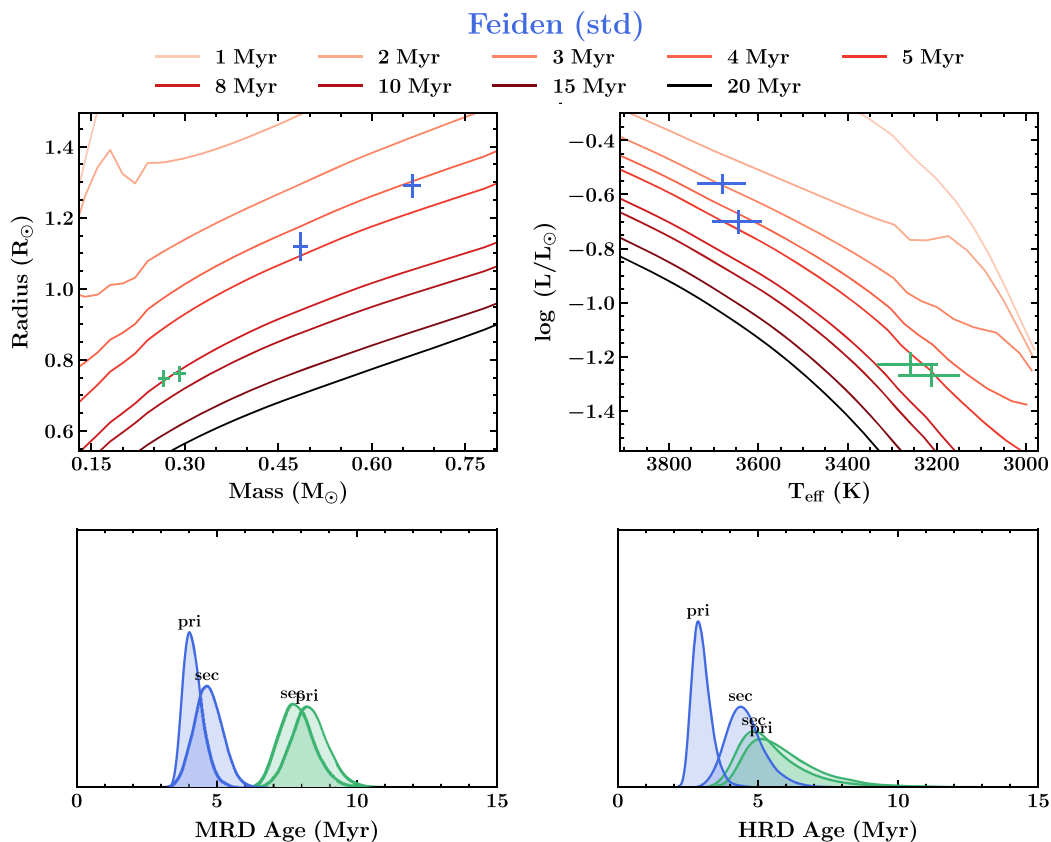 Feiden (std)
1 Myr 2 Myr 3 Myr 4 Myr 5 Myr
8 Myr 10 Myr 15 Myr 20 Myr
Radius (R☉)
1.4
1.2
1.0
0.8
0.6
0.15 0.30 0.45 0.60 0.75
Mass (M☉)
log (L/L☉)
−0.4
−0.6
−0.8
−1.0
−1.2
−1.4
3800 3600 3400 3200 3000
Teff (K)
pri
sec
sec
pri
0 5 10 15
MRD Age (Myr)
pri
sec
sec
pri
0 5 10 15
HRD Age (Myr)